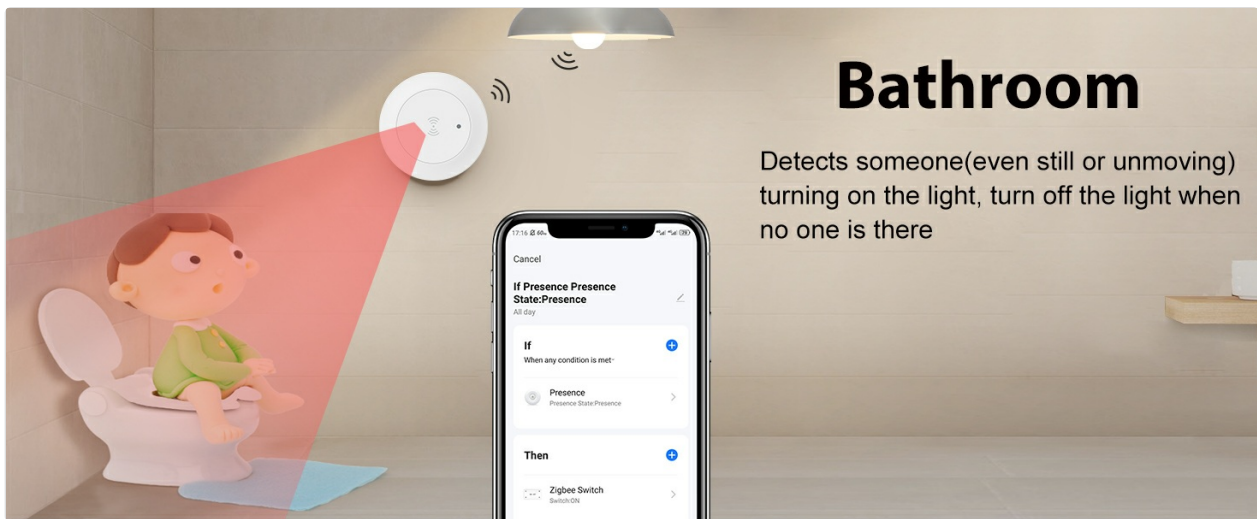 Bathroom
Detects someone(even still or unmoving)
turning on the light, turn off the light when
no one is there
17:16
Cancel
If Presence Presence
State:Presence
All day
If
When any condition is met
Presence
Presence State:Presence
Then
Zigbee Switch
Switch:ON